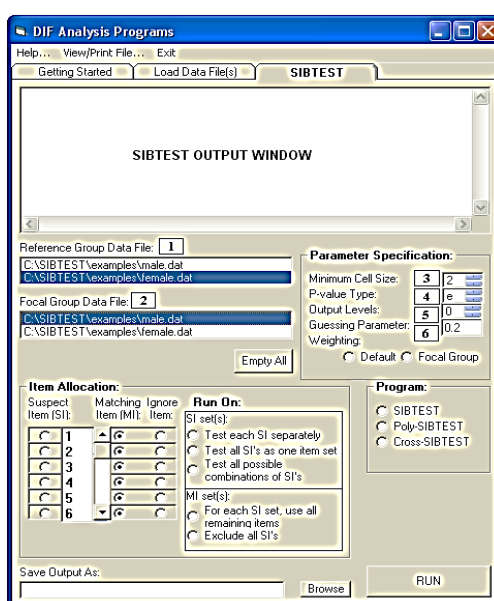 DIF Analysis Programs
Help... View/Print File... Exit
Getting Started Load Data File(s) SIBTEST
SIBTEST OUTPUT WINDOW
Reference Group Data File: 1
C:\SIBTEST\examples\male.dat
C:\SIBTEST\examples\female.dat
Focal Group Data File: 2
C:\SIBTEST\examples\male.dat
C:\SIBTEST\examples\female.dat
Empty All
Parameter Specification:
Minimum Cell Size: 3 2
P-value Type: 4 e
Output Levels: 5 0
Guessing Parameter: 6 0.2
Weighting:
Default Focal Group
Item Allocation:
Suspect Matching Ignore
Item (SI): Item (MI): Item:
1
2
3
4
5
6
Run On:
SI set(s):
Test each SI separately
Test all SI's as one item set
Test all possible
combinations of SI's
MI set(s):
For each SI set, use all
remaining items
Exclude all SI's
Program:
SIBTEST
Poly-SIBTEST
Cross-SIBTEST
Save Output As:
Browse
RUN